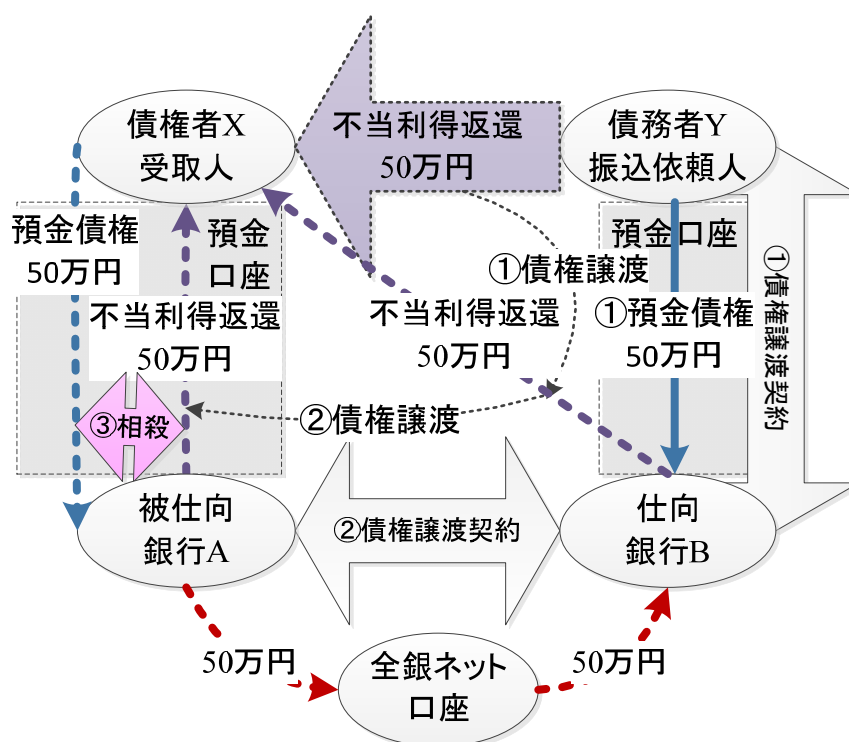 債権者X
受取人
不当利得返還
50万円
債務者Y
振込依頼人
預金債権
50万円
預金
口座
預金口座
①債権譲渡
①債権譲渡契約
不当利得返還
50万円
不当利得返還
50万円
①預金債権
50万円
③相殺
②債権譲渡
被仕向
銀行A
②債権譲渡契約
仕向
銀行B
50万円
全銀ネット
口座
50万円